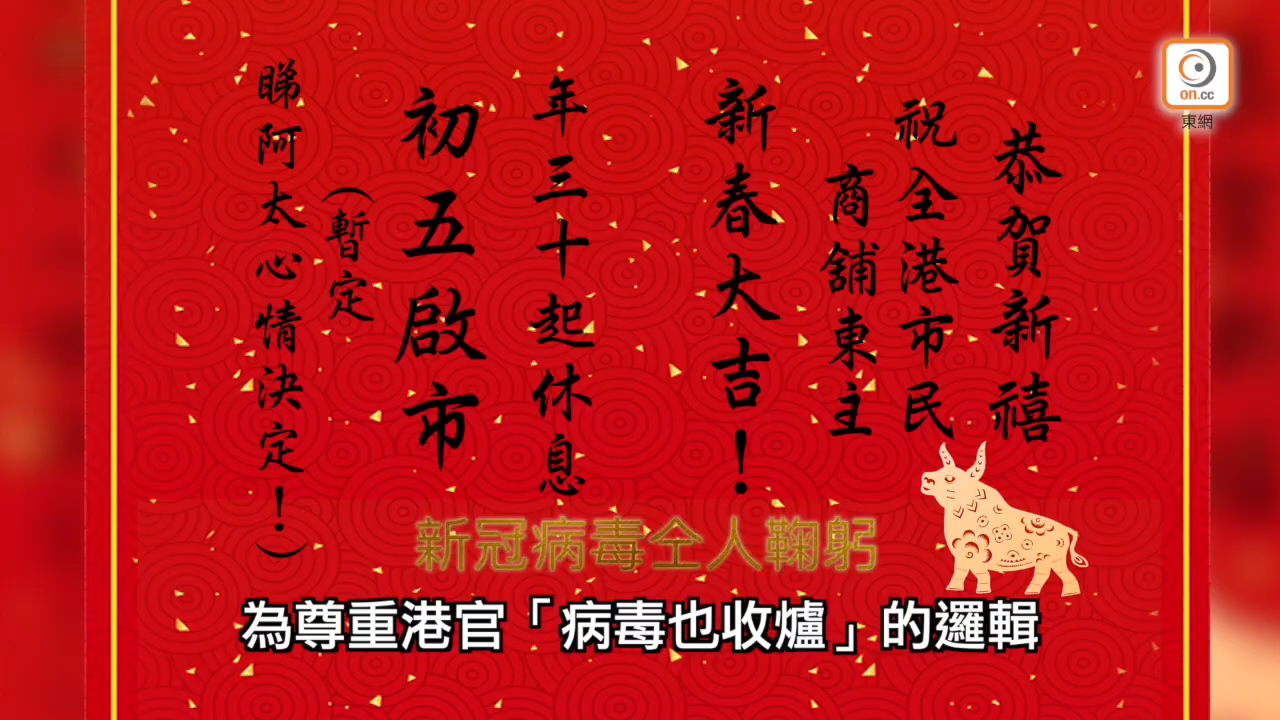 恭賀新禧
祝全港市民
商舖東主
新春大吉！
年三十起休息
初五啟市
（暫定
睇阿太心情決定！）
新冠病毒仝人鞠躬
為尊重港官「病毒也收爐」的邏輯
on.cc
東網